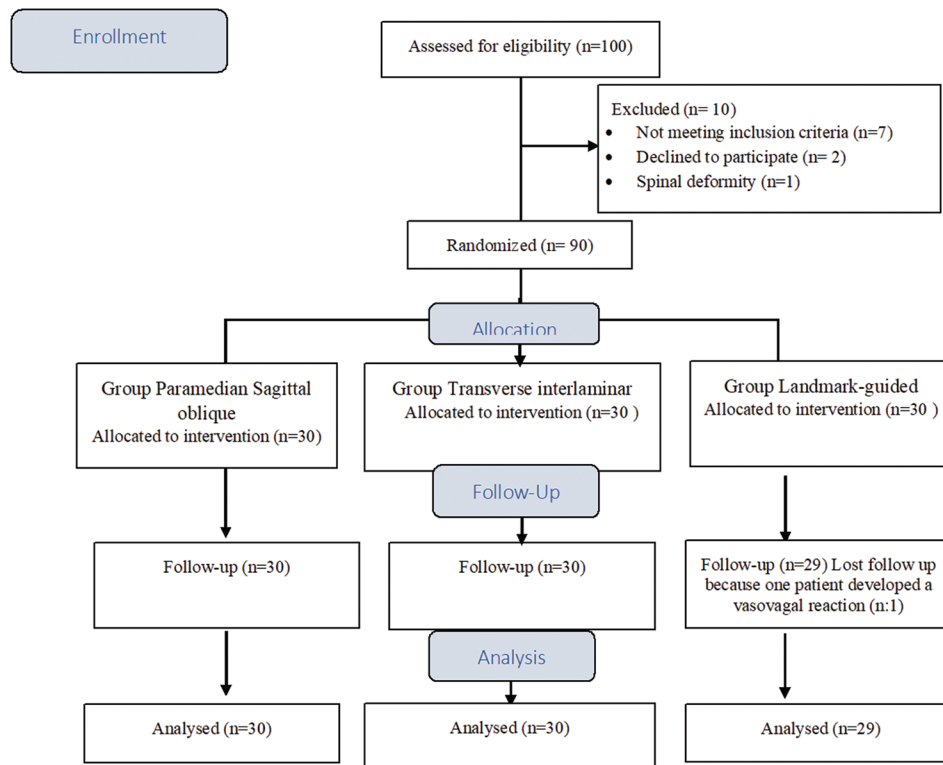 Enrollment
Assessed for eligibility (n=100)
Excluded (n= 10)
• Not meeting inclusion criteria (n=7)
• Declined to participate (n= 2)
• Spinal deformity (n=1)
Randomized (n= 90)
Allocation
Group Paramedian Sagittal
oblique
Allocated to intervention (n=30)
Group Transverse interlaminar
Allocated to intervention (n=30 )
Group Landmark-guided
Allocated to intervention (n=30 )
Follow-Up
Follow-up (n=30)
Follow-up (n=30)
Follow-up (n=29) Lost follow up
because one patient developed a
vasovagal reaction (n:1)
Analysis
Analysed (n=30)
Analysed (n=30)
Analysed (n=29)